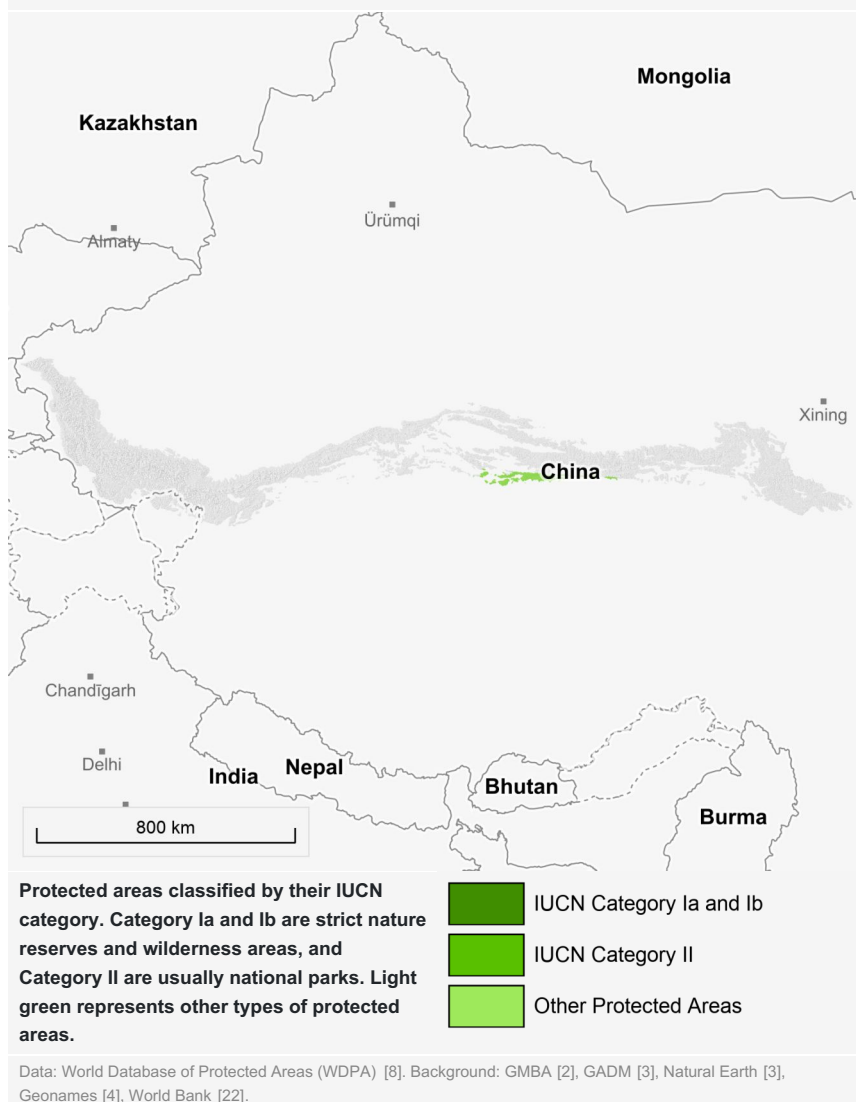 Mongolia
Kazakhstan
Ürümqi
Almaty
Xining
China
Chandīgarh
Delhi
India
Nepal
Bhutan
Burma
800 km
Protected areas classified by their IUCN
category. Category Ia and Ib are strict nature
reserves and wilderness areas, and
Category II are usually national parks. Light
green represents other types of protected
areas.
IUCN Category Ia and Ib
IUCN Category II
Other Protected Areas
Data: World Database of Protected Areas (WDPA) [8]. Background: GMBA [2], GADM [3], Natural Earth [3],
Geonames [4], World Bank [22].